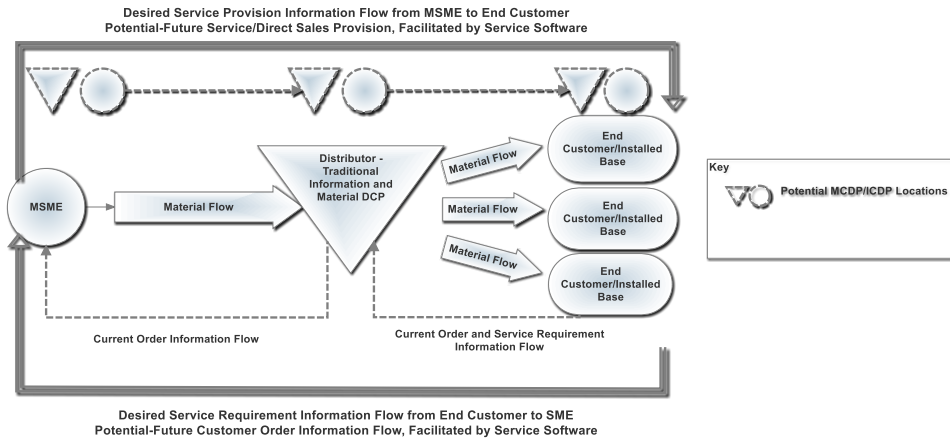 Desired Service Provision Information Flow from MSME to End Customer
Potential-Future Service/Direct Sales Provision, Facilitated by Service Software
End
Customer/Installed
Base
Key
Potential MCDP/ICDP Locations
Distributor -
Traditional
Information and
Material DCP
Material Flow
MSME
Material Flow
Material Flow
End
Customer/Installed
Base
Material Flow
End
Customer/Installed
Base
Current Order Information Flow
Current Order and Service Requirement
Information Flow
Desired Service Requirement Information Flow from End Customer to SME
Potential-Future Customer Order Information Flow, Facilitated by Service Software